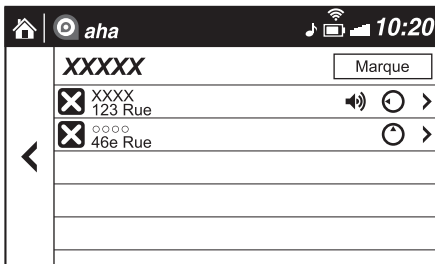 aha 10:20
XXXXX Marque
XXXX
123 Rue
○○○○
46e Rue